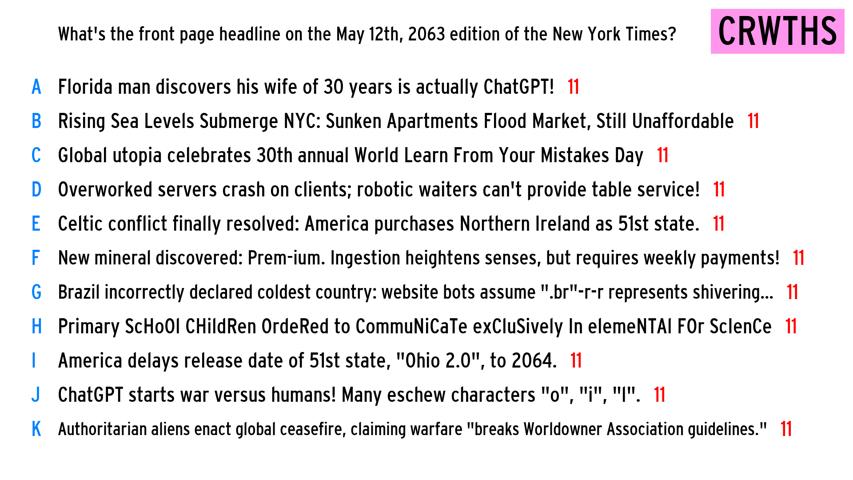 What's the front page headline on the May 12th, 2063 edition of the New York Times?
CRWTHS
A Florida man discovers his wife of 30 years is actually ChatGPT! 11
B Rising Sea Levels Submerge NYC: Sunken Apartments Flood Market, Still Unaffordable 11
C Global utopia celebrates 30th annual World Learn From Your Mistakes Day 11
D Overworked servers crash on clients; robotic waiters can't provide table service! 11
E Celtic conflict finally resolved: America purchases Northern Ireland as 51st state. 11
F New mineral discovered: Prem-ium. Ingestion heightens senses, but requires weekly payments! 11
G Brazil incorrectly declared coldest country: website bots assume ".br"-r-r represents shivering... 11
H Primary ScHoOl CHildRen OrdeRed to CommuNiCaTe exCluSively In elemeNTAl FOr ScIenCe 11
I America delays release date of 51st state, "Ohio 2.0", to 2064. 11
J ChatGPT starts war versus humans! Many eschew characters "o", "i", "l". 11
K Authoritarian aliens enact global ceasefire, claiming warfare "breaks Worldowner Association guidelines." 11